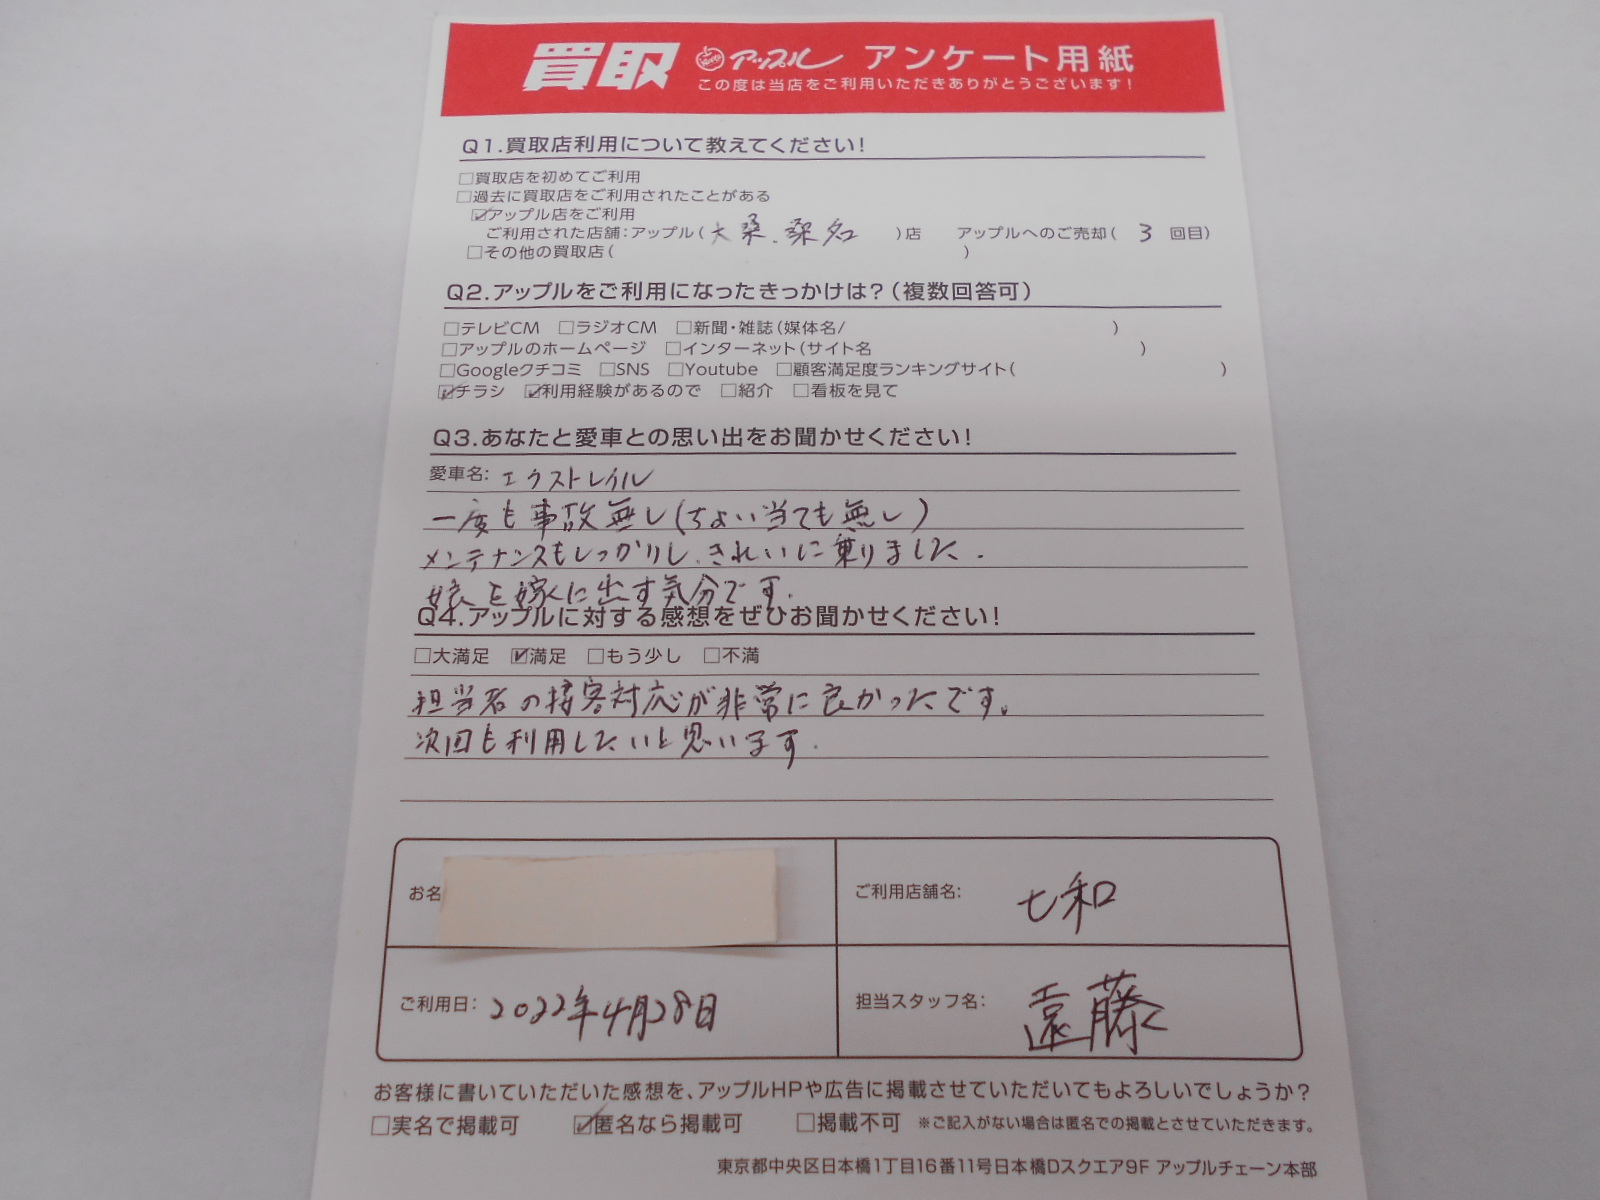 買取 アップル アンケート用紙
この度は当店をご利用いただきありがとうございます!
Q1.買取店利用について教えてください!
□買取店を初めてご利用
□過去に買取店をご利用されたことがある
☑アップル店をご利用
ご利用された店舗:アップル(大桑.桑名)店 アップルへのご売却(3回目)
□その他の買取店( )
Q2.アップルをご利用になったきっかけは?(複数回答可)
□テレビCM □ラジオCM □新聞・雑誌(媒体名/ )
□アップルのホームページ □インターネット(サイト名 )
□Googleクチコミ □SNS □Youtube □顧客満足度ランキングサイト( )
☑チラシ ☑利用経験があるので □紹介 □看板を見て
Q3.あなたと愛車との思い出をお聞かせください!
愛車名:エクストレイル
一度も事故無し(ちょい当ても無し)
メンテナンスもしっかりし、きれいに乗りました.
娘を嫁に出す気分です.
Q4.アップルに対する感想をぜひお聞かせください!
□大満足 ☑満足 □もう少し □不満
担当者の接客対応が非常に良かったです。
次回も利用したいと思います.
お名
ご利用店舗名: 七和
ご利用日: 2022年4月28日
担当スタッフ名: 遠藤
お客様に書いていただいた感想を、アップルHPや広告に掲載させていただいてもよろしいでしょうか?
□実名で掲載可 ☑匿名なら掲載可 □掲載不可 ※ご記入がない場合は匿名での掲載とさせていただきます。
東京都中央区日本橋1丁目16番11号日本橋Dスクエア9F アップルチェーン本部